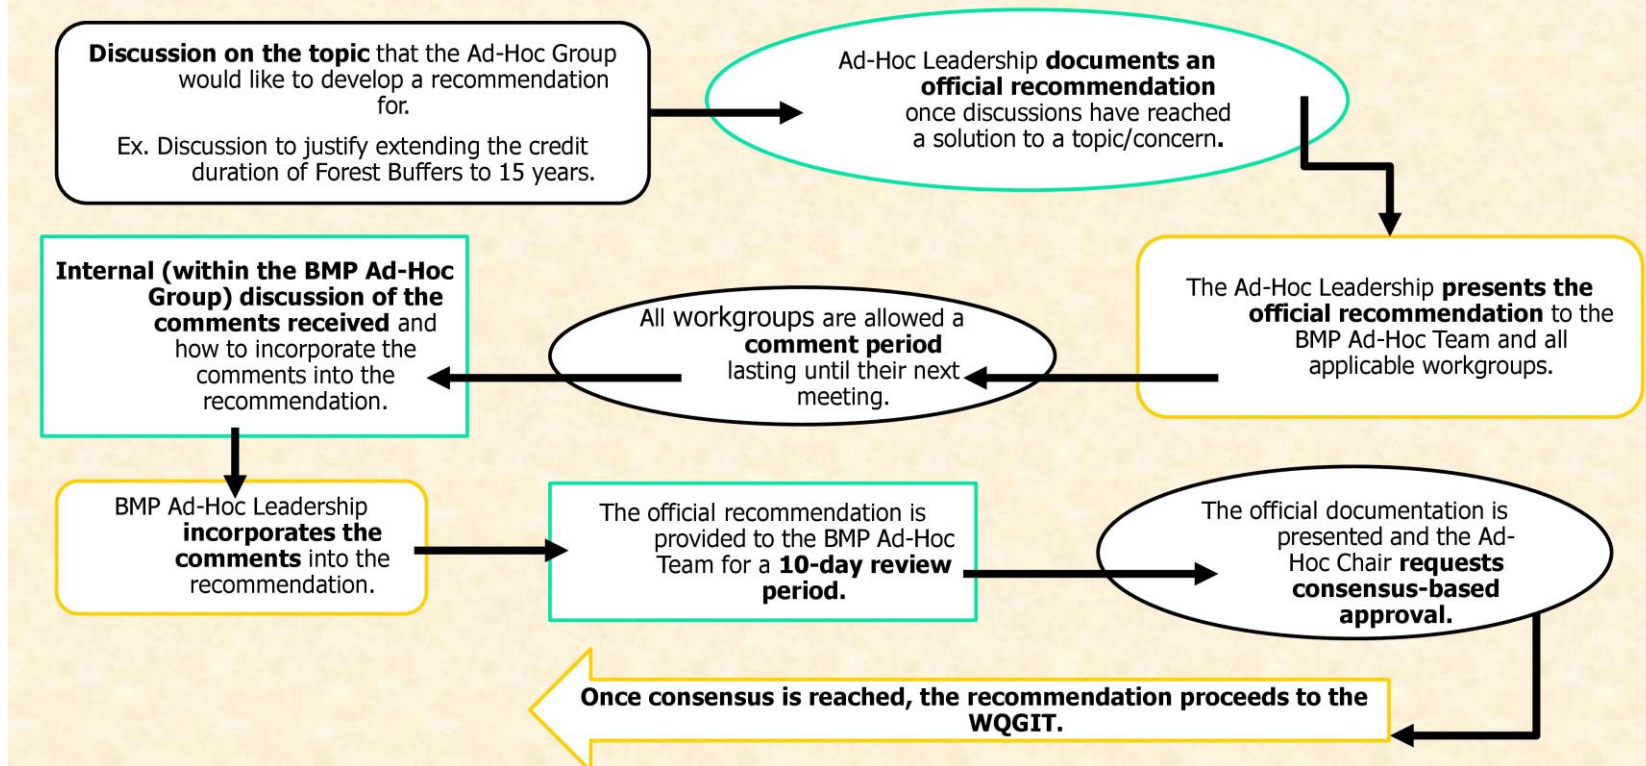 Discussion on the topic that the Ad-Hoc Group
would like to develop a recommendation
for.
Ex. Discussion to justify extending the credit
duration of Forest Buffers to 15 years.
Ad-Hoc Leadership documents an
official recommendation
once discussions have reached
a solution to a topic/concern.
The Ad-Hoc Leadership presents the
official recommendation to the
BMP Ad-Hoc Team and all
applicable workgroups.
All workgroups are allowed a
comment period
lasting until their next
meeting.
Internal (within the BMP Ad-Hoc
Group) discussion of the
comments received and
how to incorporate the
comments into the
recommendation.
BMP Ad-Hoc Leadership
incorporates the
comments into the
recommendation.
The official recommendation is
provided to the BMP Ad-Hoc
Team for a 10-day review
period.
The official documentation is
presented and the Ad-
Hoc Chair requests
consensus-based
approval.
Once consensus is reached, the recommendation proceeds to the
WQGIT.